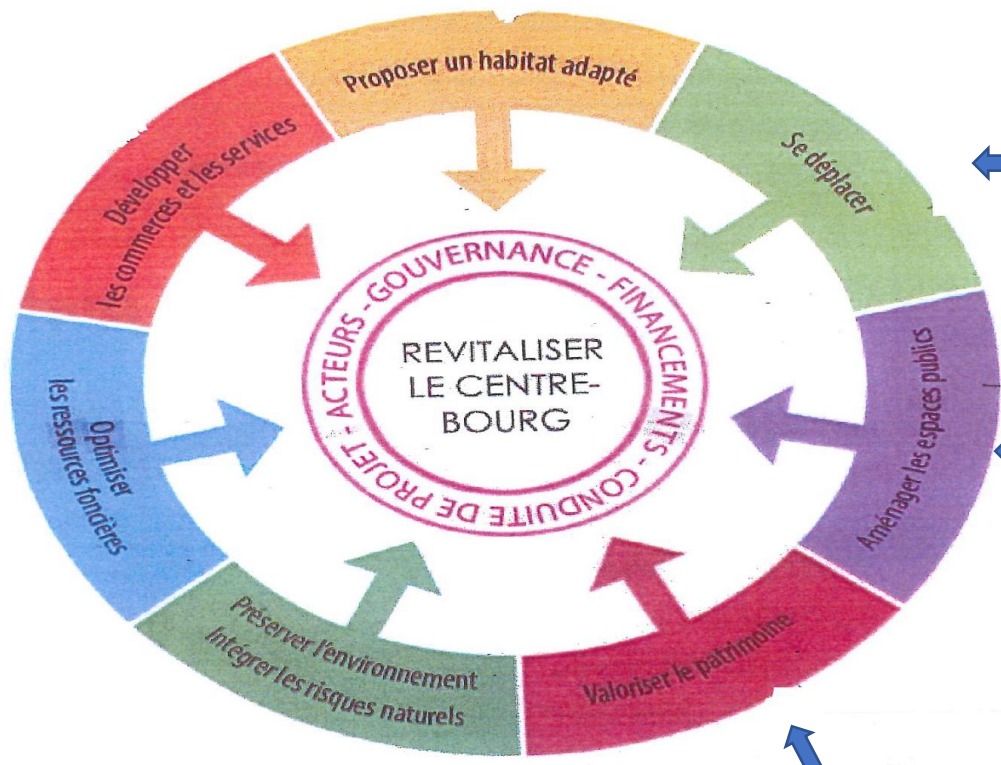 Proposer un habitat adapté
Se déplacer
Aménager les espaces publics
Valoriser le patrimoine
Préserver l'environnement
Intégrer les risques naturels
Optimiser
les ressources foncières
Développer
les commerces et les services
ACTEURS - GOUVERNANCE - FINANCEMENTS - CONDUITE DE PROJET -
REVITALISER
LE CENTRE-
BOURG